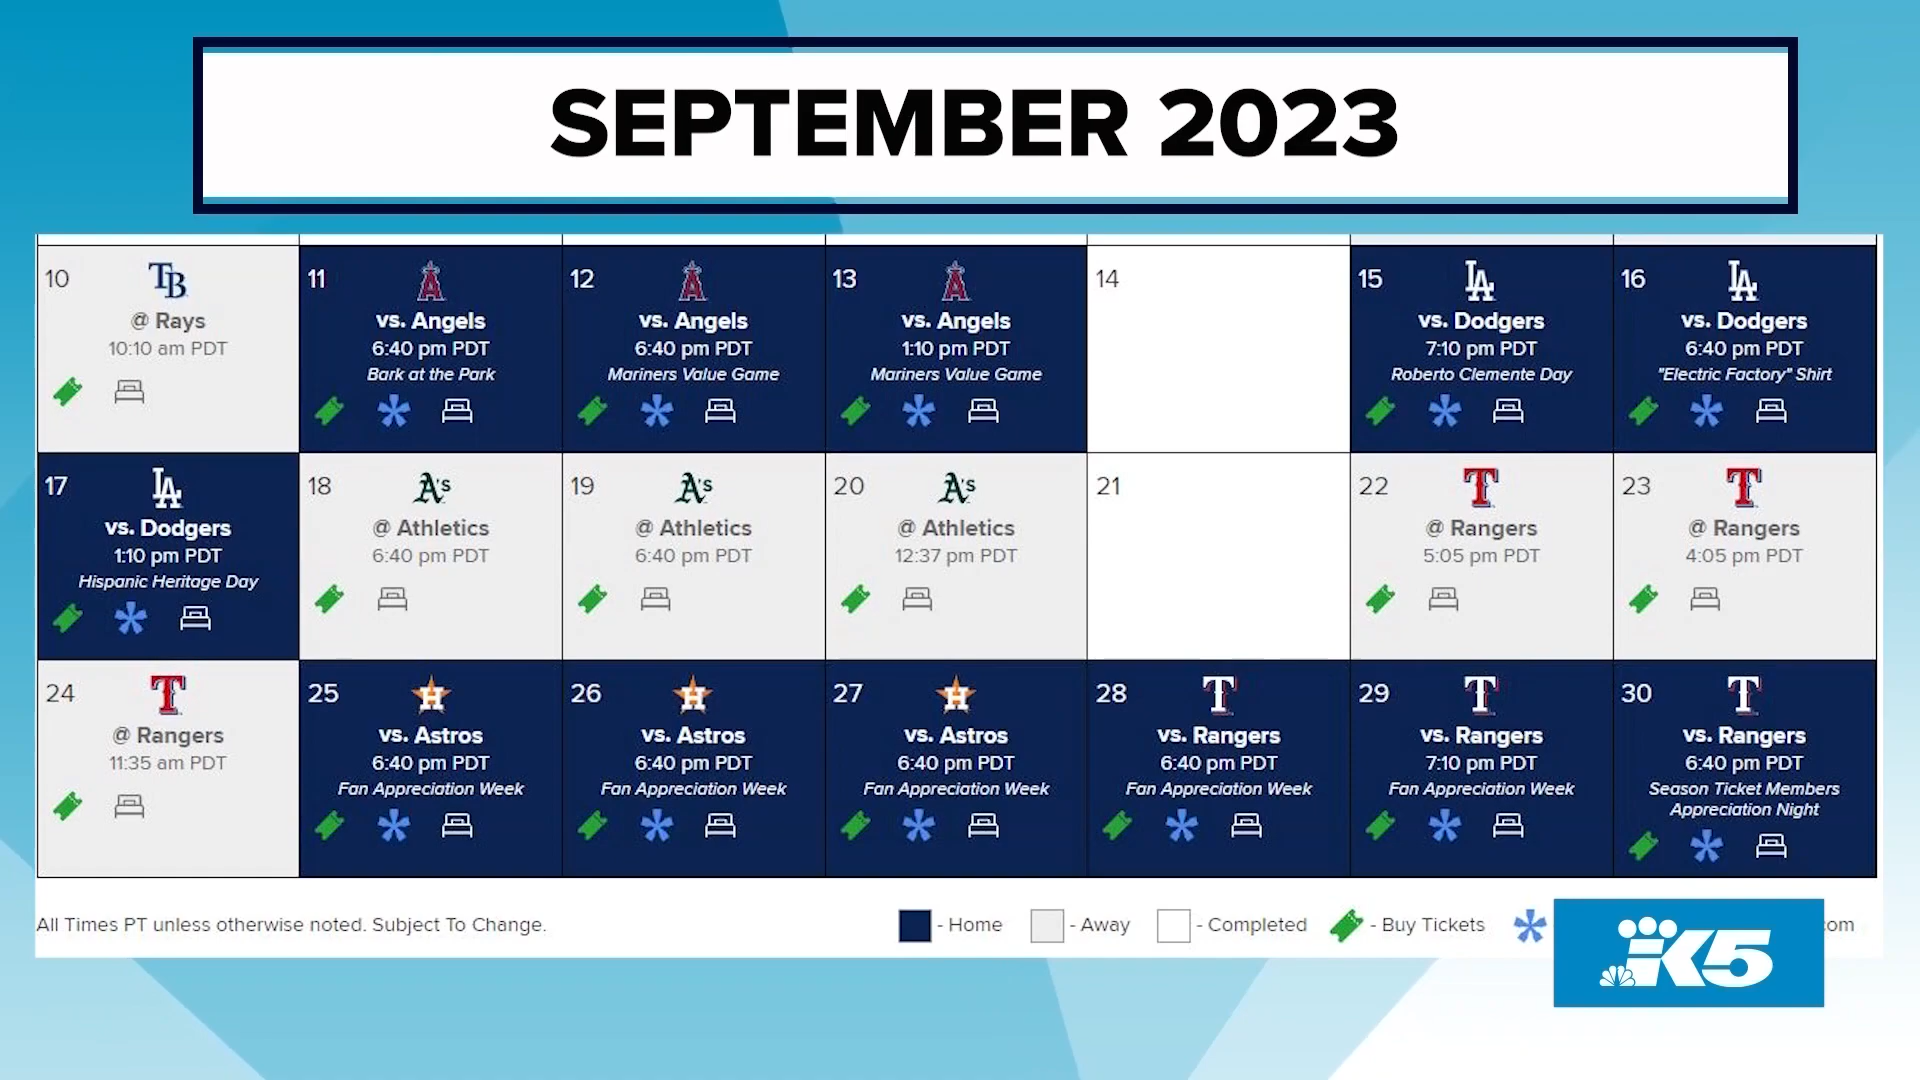 SEPTEMBER 2023
10
TB
@ Rays
10:10 am PDT
11
A
vs. Angels
6:40 pm PDT
Bark at the Park
12
A
vs. Angels
6:40 pm PDT
Mariners Value Game
13
A
vs. Angels
1:10 pm PDT
Mariners Value Game
14
15
LA
vs. Dodgers
7:10 pm PDT
Roberto Clemente Day
16
LA
vs. Dodgers
6:40 pm PDT
"Electric Factory" Shirt
17
LA
vs. Dodgers
1:10 pm PDT
Hispanic Heritage Day
18
A's
@ Athletics
6:40 pm PDT
19
A's
@ Athletics
6:40 pm PDT
20
A's
@ Athletics
12:37 pm PDT
21
22
T
@ Rangers
5:05 pm PDT
23
T
@ Rangers
4:05 pm PDT
24
T
@ Rangers
11:35 am PDT
25
H
vs. Astros
6:40 pm PDT
Fan Appreciation Week
26
H
vs. Astros
6:40 pm PDT
Fan Appreciation Week
27
H
vs. Astros
6:40 pm PDT
Fan Appreciation Week
28
T
vs. Rangers
6:40 pm PDT
Fan Appreciation Week
29
T
vs. Rangers
7:10 pm PDT
Fan Appreciation Week
30
T
vs. Rangers
6:40 pm PDT
Season Ticket Members
Appreciation Night
All Times PT unless otherwise noted. Subject To Change.
- Home - Away - Completed - Buy Tickets
K5